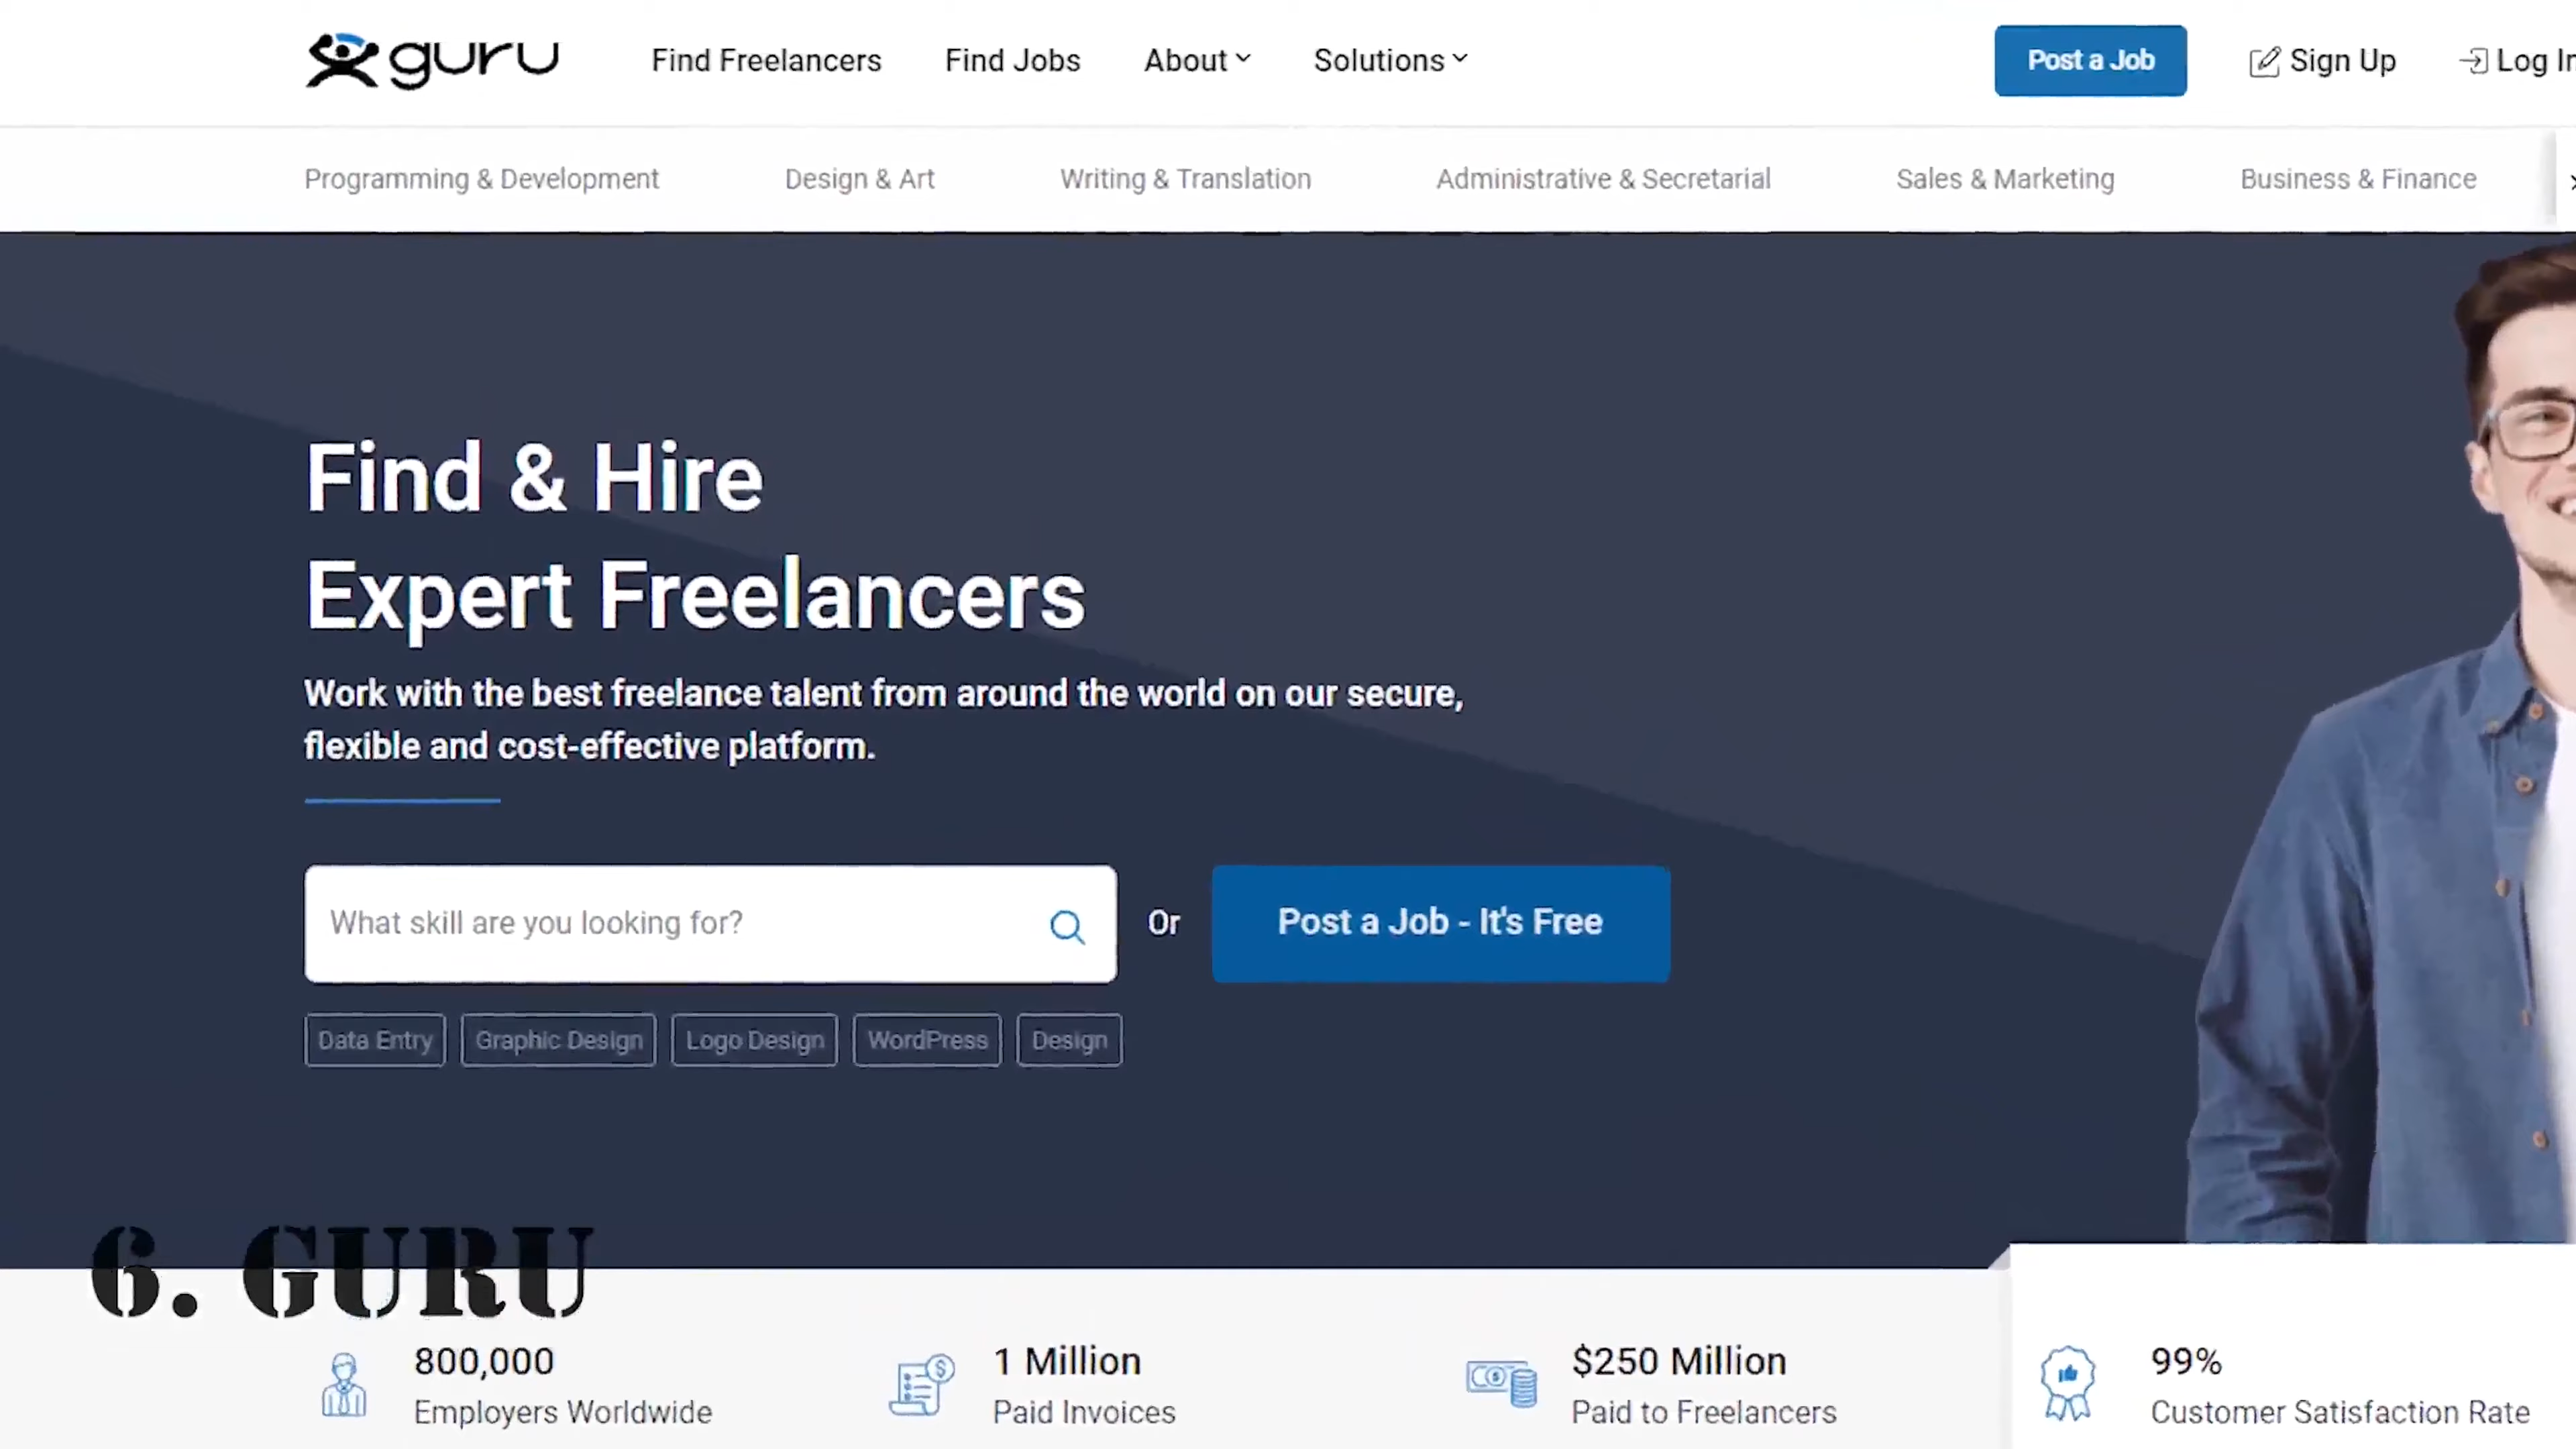 guru
Find Freelancers
Find Jobs
About
Solutions
Post a Job
Sign Up
Log In
Programming & Development
Design & Art
Writing & Translation
Administrative & Secretarial
Sales & Marketing
Business & Finance
Find & Hire
Expert Freelancers
Work with the best freelance talent from around the world on our secure,
flexible and cost-effective platform.
What skill are you looking for?
Or
Post a Job - It's Free
Data Entry
Graphic Design
Logo Design
WordPress
Design
6. GURU
800,000
Employers Worldwide
1 Million
Paid Invoices
$250 Million
Paid to Freelancers
99%
Customer Satisfaction Rate